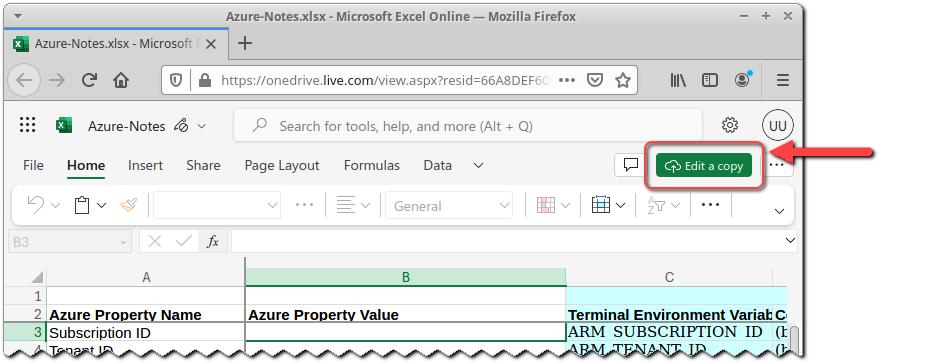 Azure-Notes.xlsx - Microsoft Excel Online — Mozilla Firefox
Azure-Notes.xlsx - Microsoft E
https://onedrive.live.com/view.aspx?resid=66A8DEF60
Azure-Notes
Search for tools, help, and more (Alt + Q)
UU
File Home Insert Share Page Layout Formulas Data
Edit a copy
General
B3
fx
A B C
1
2 Azure Property Name Azure Property Value Terminal Environment Variab
3 Subscription ID ARM_SUBSCRIPTION_ID
4 Tenant ID ARM_TENANT_ID